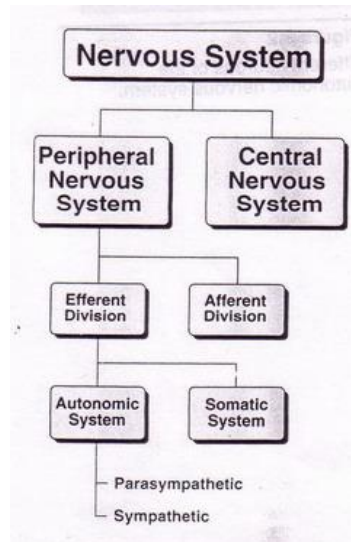 Nervous System
Peripheral
Nervous
System
Central
Nervous
System
Efferent
Division
Afferent
Division
Autonomic
System
Somatic
System
Parasympathetic
Sympathetic